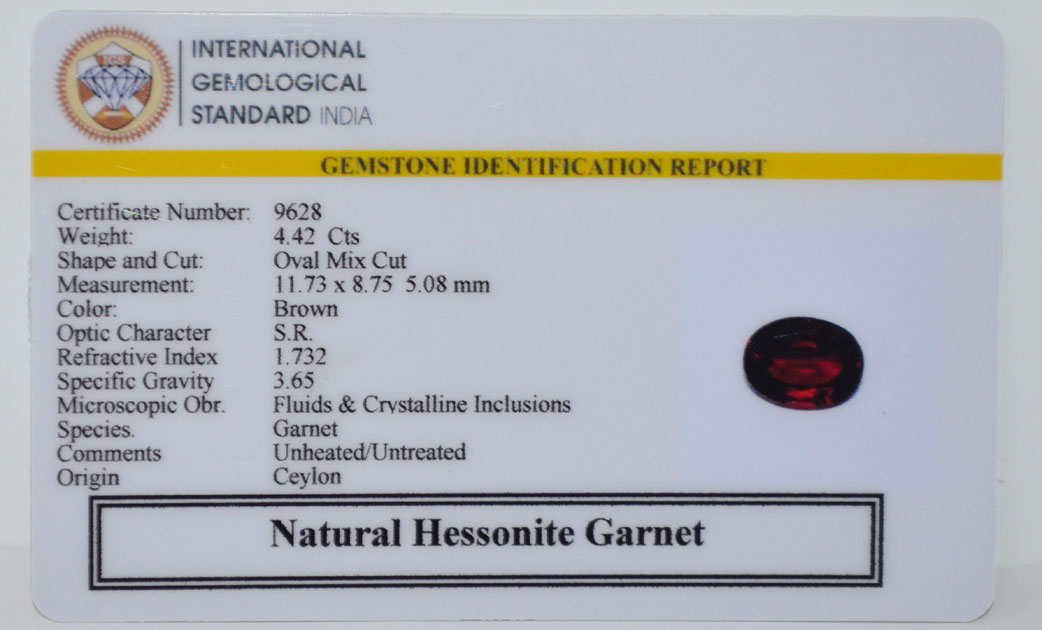 IGS
INTERNATIONAL
GEMOLOGICAL
STANDARD INDIA
GEMSTONE IDENTIFICATION REPORT
Certificate Number: 9628
Weight: 4.42 Cts
Shape and Cut: Oval Mix Cut
Measurement: 11.73 x 8.75 5.08 mm
Color: Brown
Optic Character S.R.
Refractive Index 1.732
Specific Gravity 3.65
Microscopic Obr. Fluids & Crystalline Inclusions
Species. Garnet
Comments Unheated/Untreated
Origin Ceylon
Natural Hessonite Garnet